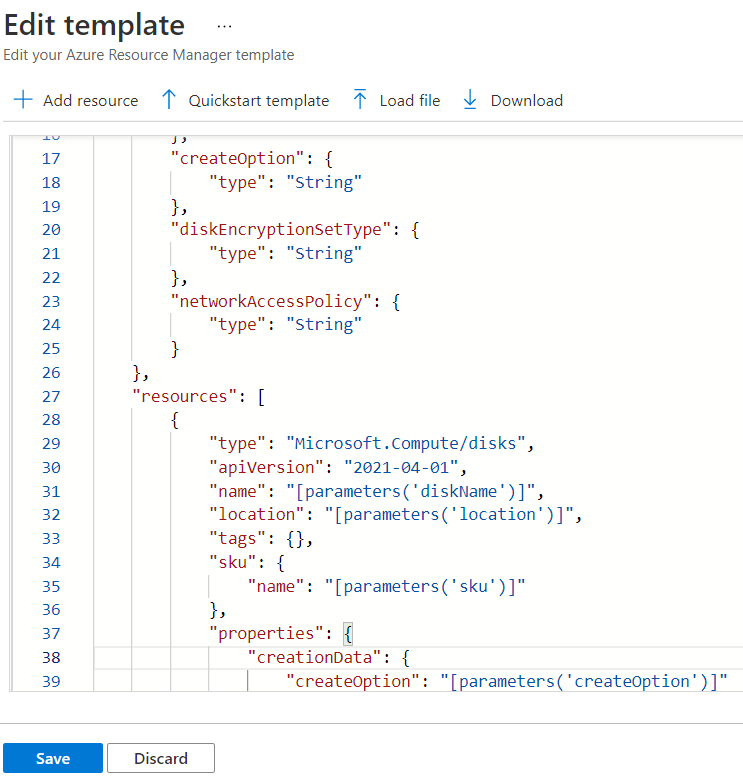 Edit template ...
Edit your Azure Resource Manager template
Add resource Quickstart template Load file Download
16 },
17 "createOption": {
18 "type": "String"
19 },
20 "diskEncryptionSetType": {
21 "type": "String"
22 },
23 "networkAccessPolicy": {
24 "type": "String"
25 }
26 },
27 "resources": [
28 {
29 "type": "Microsoft.Compute/disks",
30 "apiVersion": "2021-04-01",
31 "name": "[parameters('diskName')]",
32 "location": "[parameters('location')]",
33 "tags": {},
34 "sku": {
35 "name": "[parameters('sku')]"
36 },
37 "properties": {
38 "creationData": {
39 "createOption": "[parameters('createOption')]"
Save Discard